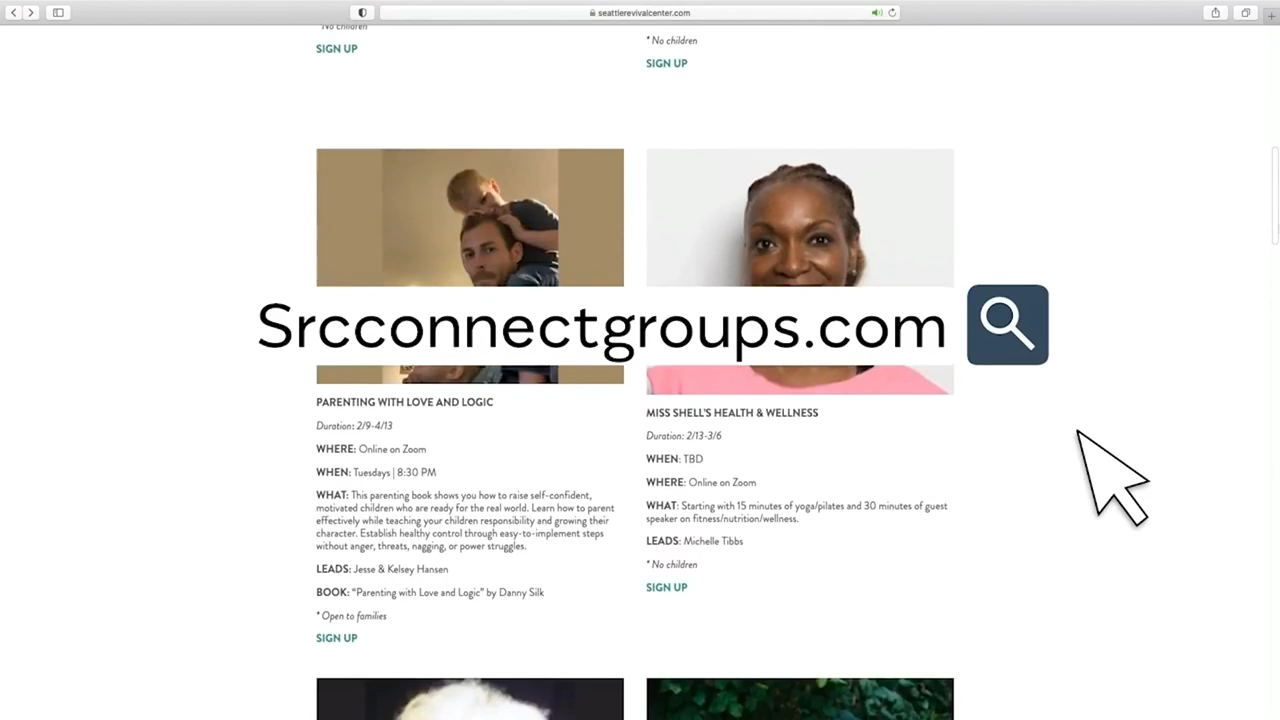 seattlerevivalcenter.com
* No children
SIGN UP
* No children
SIGN UP
Srcconnectgroups.com
PARENTING WITH LOVE AND LOGIC
Duration: 2/9-4/13
WHERE: Online on Zoom
WHEN: Tuesdays | 8:30 PM
WHAT: This parenting book shows you how to raise self-confident,
motivated children who are ready for the real world. Learn how to parent
effectively while teaching your children responsibility and growing their
character. Establish healthy control through easy-to-implement steps
without anger, threats, nagging, or power struggles.
LEADS: Jesse & Kelsey Hansen
BOOK: “Parenting with Love and Logic” by Danny Silk
* Open to families
SIGN UP
MISS SHELL’S HEALTH & WELLNESS
Duration: 2/13-3/6
WHEN: TBD
WHERE: Online on Zoom
WHAT: Starting with 15 minutes of yoga/pilates and 30 minutes of guest
speaker on fitness/nutrition/wellness.
LEADS: Michelle Tibbs
* No children
SIGN UP